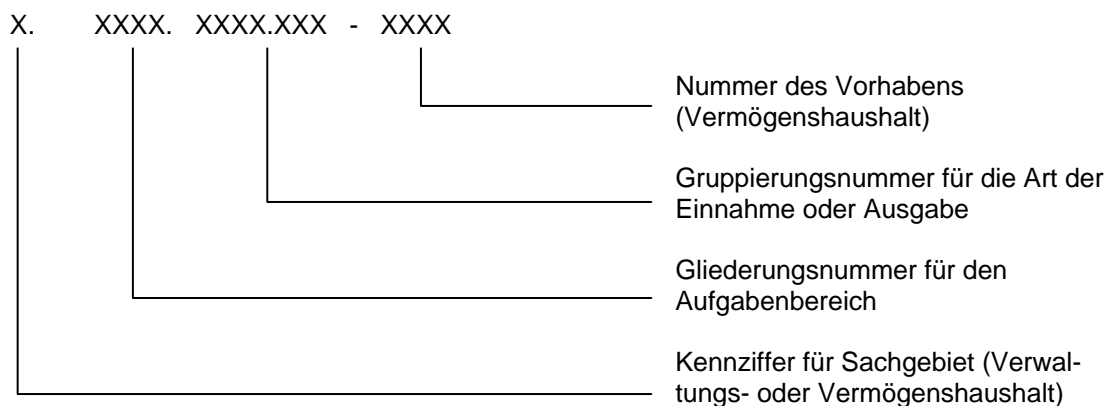 X. XXXX. XXXX.XXX - XXXX
Nummer des Vorhabens
(Vermögenshaushalt)
Gruppierungsnummer für die Art der
Einnahme oder Ausgabe
Gliederungsnummer für den
Aufgabenbereich
Kennziffer für Sachgebiet (Verwal-
tungs- oder Vermögenshaushalt)